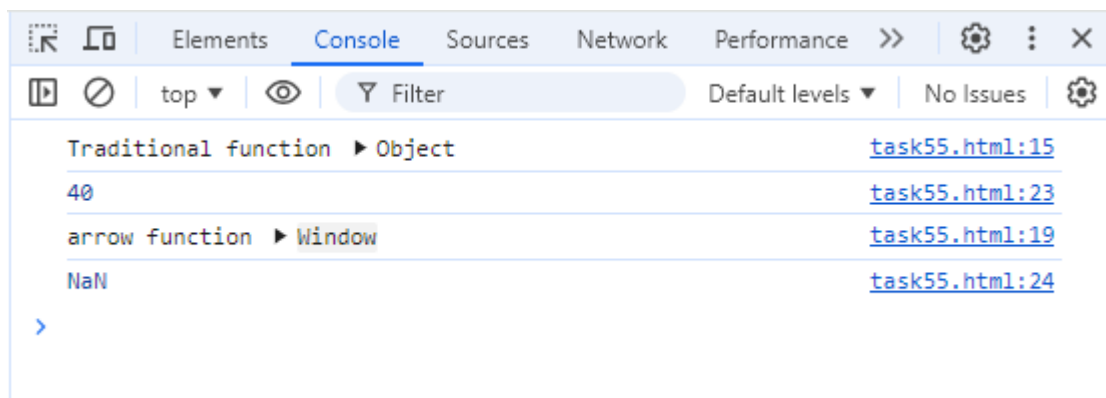 Elements Console Sources Network Performance
top Filter Default levels No Issues
Traditional function Object task55.html:15
40 task55.html:23
arrow function Window task55.html:19
NaN task55.html:24